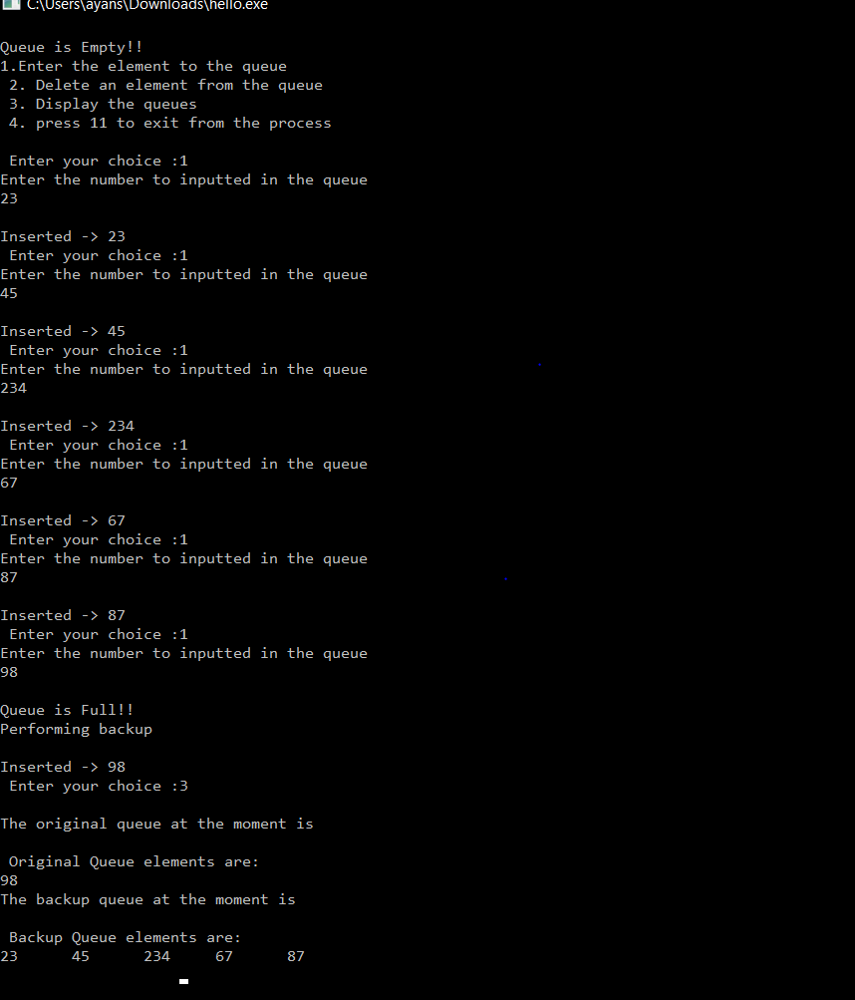 C:\Users\ayans\Downloads\hello.exe
Queue is Empty!!
1.Enter the element to the queue
2. Delete an element from the queue
3. Display the queues
4. press 11 to exit from the process
Enter your choice :1
Enter the number to inputted in the queue
23
Inserted -> 23
Enter your choice :1
Enter the number to inputted in the queue
45
Inserted -> 45
Enter your choice :1
Enter the number to inputted in the queue
234
Inserted -> 234
Enter your choice :1
Enter the number to inputted in the queue
67
Inserted -> 67
Enter your choice :1
Enter the number to inputted in the queue
87
Inserted -> 87
Enter your choice :1
Enter the number to inputted in the queue
98
Queue is Full!!
Performing backup
Inserted -> 98
Enter your choice :3
The original queue at the moment is
Original Queue elements are:
98
The backup queue at the moment is
Backup Queue elements are:
23 45 234 67 87